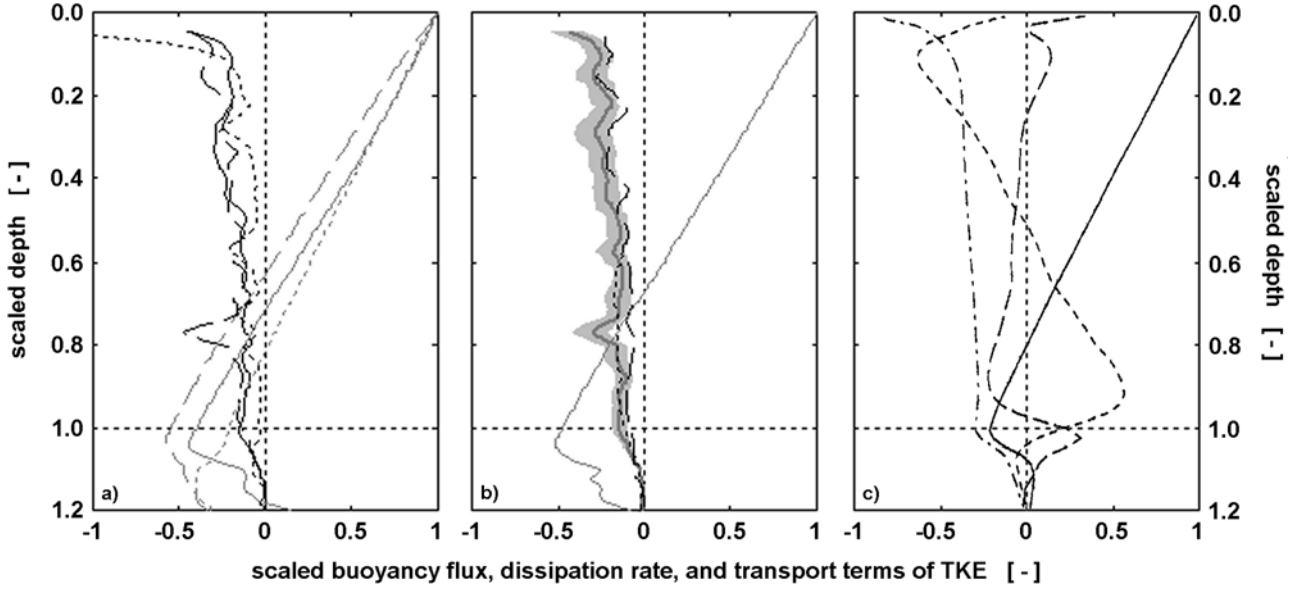 0.0
0.2
0.4
0.6
0.8
1.0
1.2
scaled depth [ - ]
a)
-1 -0.5 0 0.5 1
b)
-1 -0.5 0 0.5 1
c)
-1 -0.5 0 0.5 1
0.0
0.2
0.4
0.6
0.8
1.0
1.2
scaled depth [ - ]
scaled buoyancy flux, dissipation rate, and transport terms of TKE [ - ]